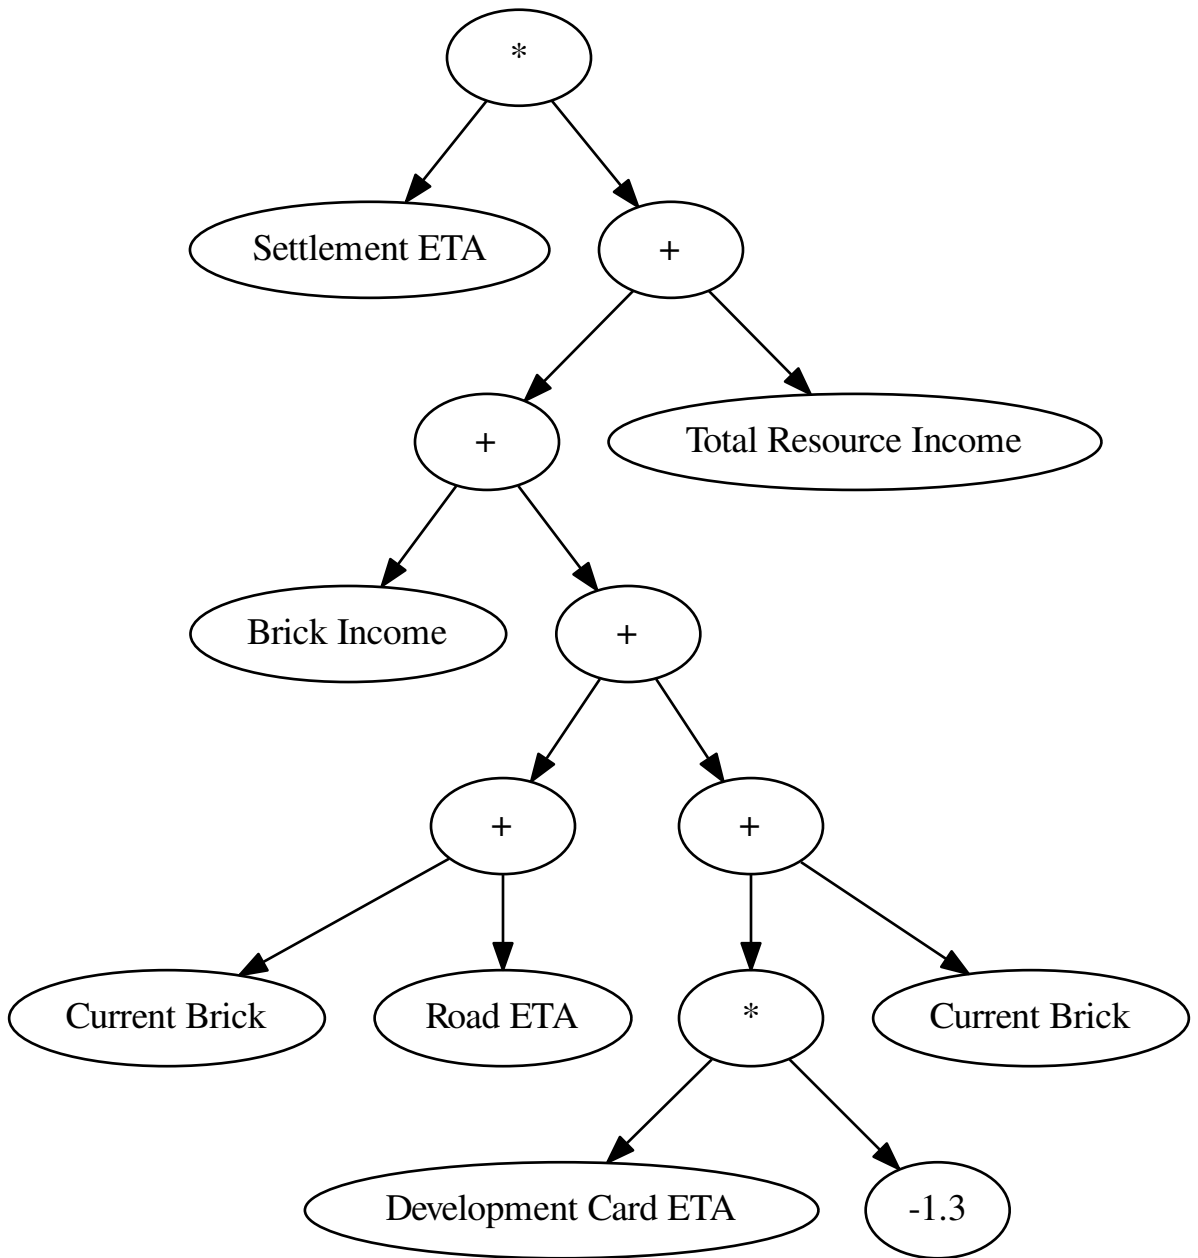 *
Settlement ETA
+
+
Total Resource Income
Brick Income
+
+
+
Current Brick
Road ETA
*
Current Brick
Development Card ETA
-1.3